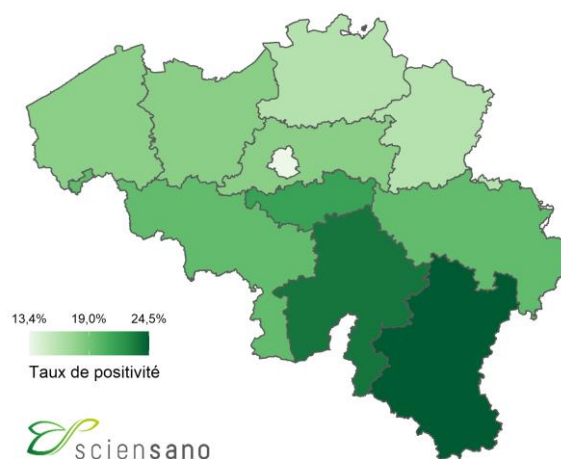 13,4% 19,0% 24,5%
Taux de positivité
sciensano